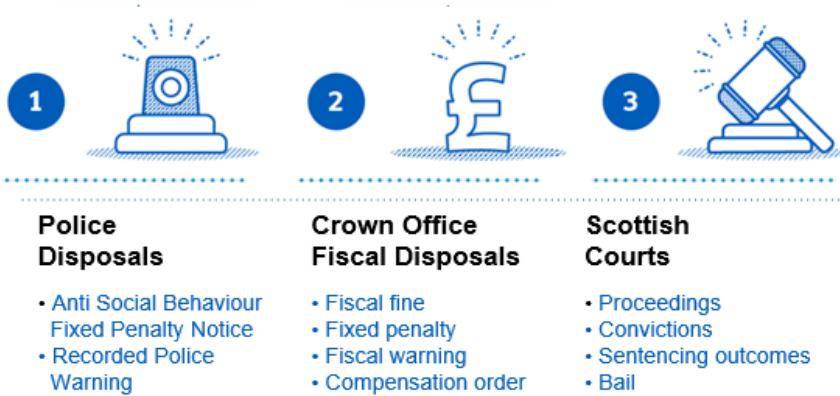 1
2
£
3
Police
Disposals
• Anti Social Behaviour
Fixed Penalty Notice
• Recorded Police
Warning
Crown Office
Fiscal Disposals
• Fiscal fine
• Fixed penalty
• Fiscal warning
• Compensation order
Scottish
Courts
• Proceedings
• Convictions
• Sentencing outcomes
• Bail